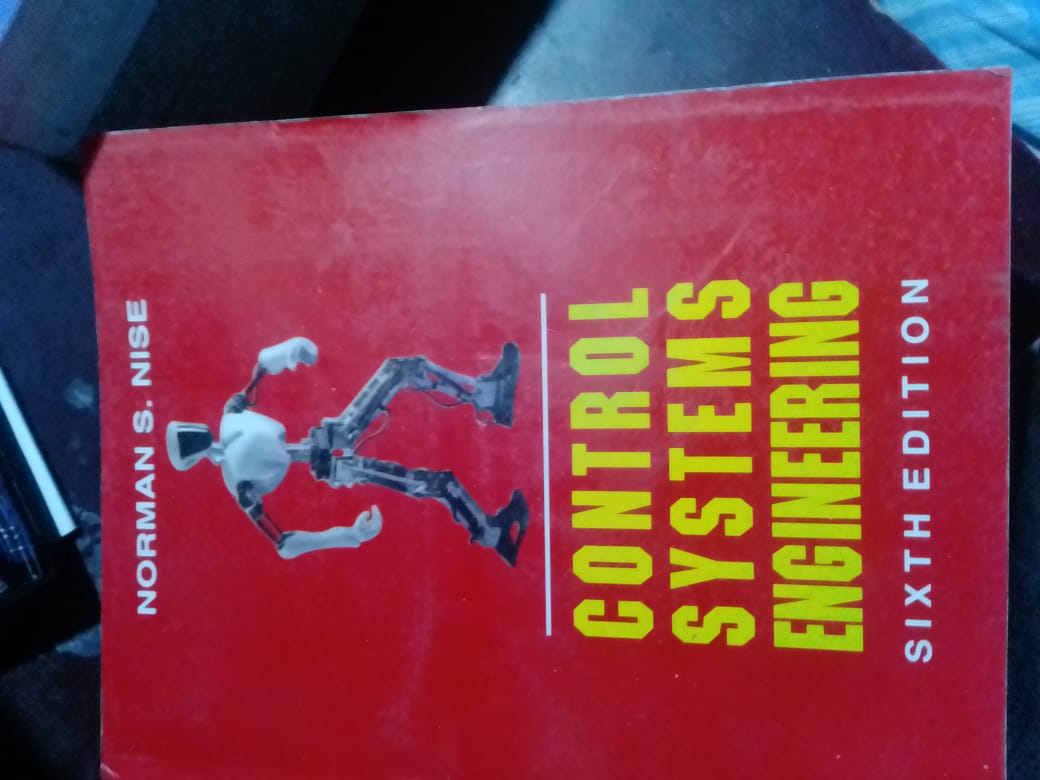 NORMAN S. NISE
CONTROL
SYSTEMS
ENGINEERING
SIXTH EDITION